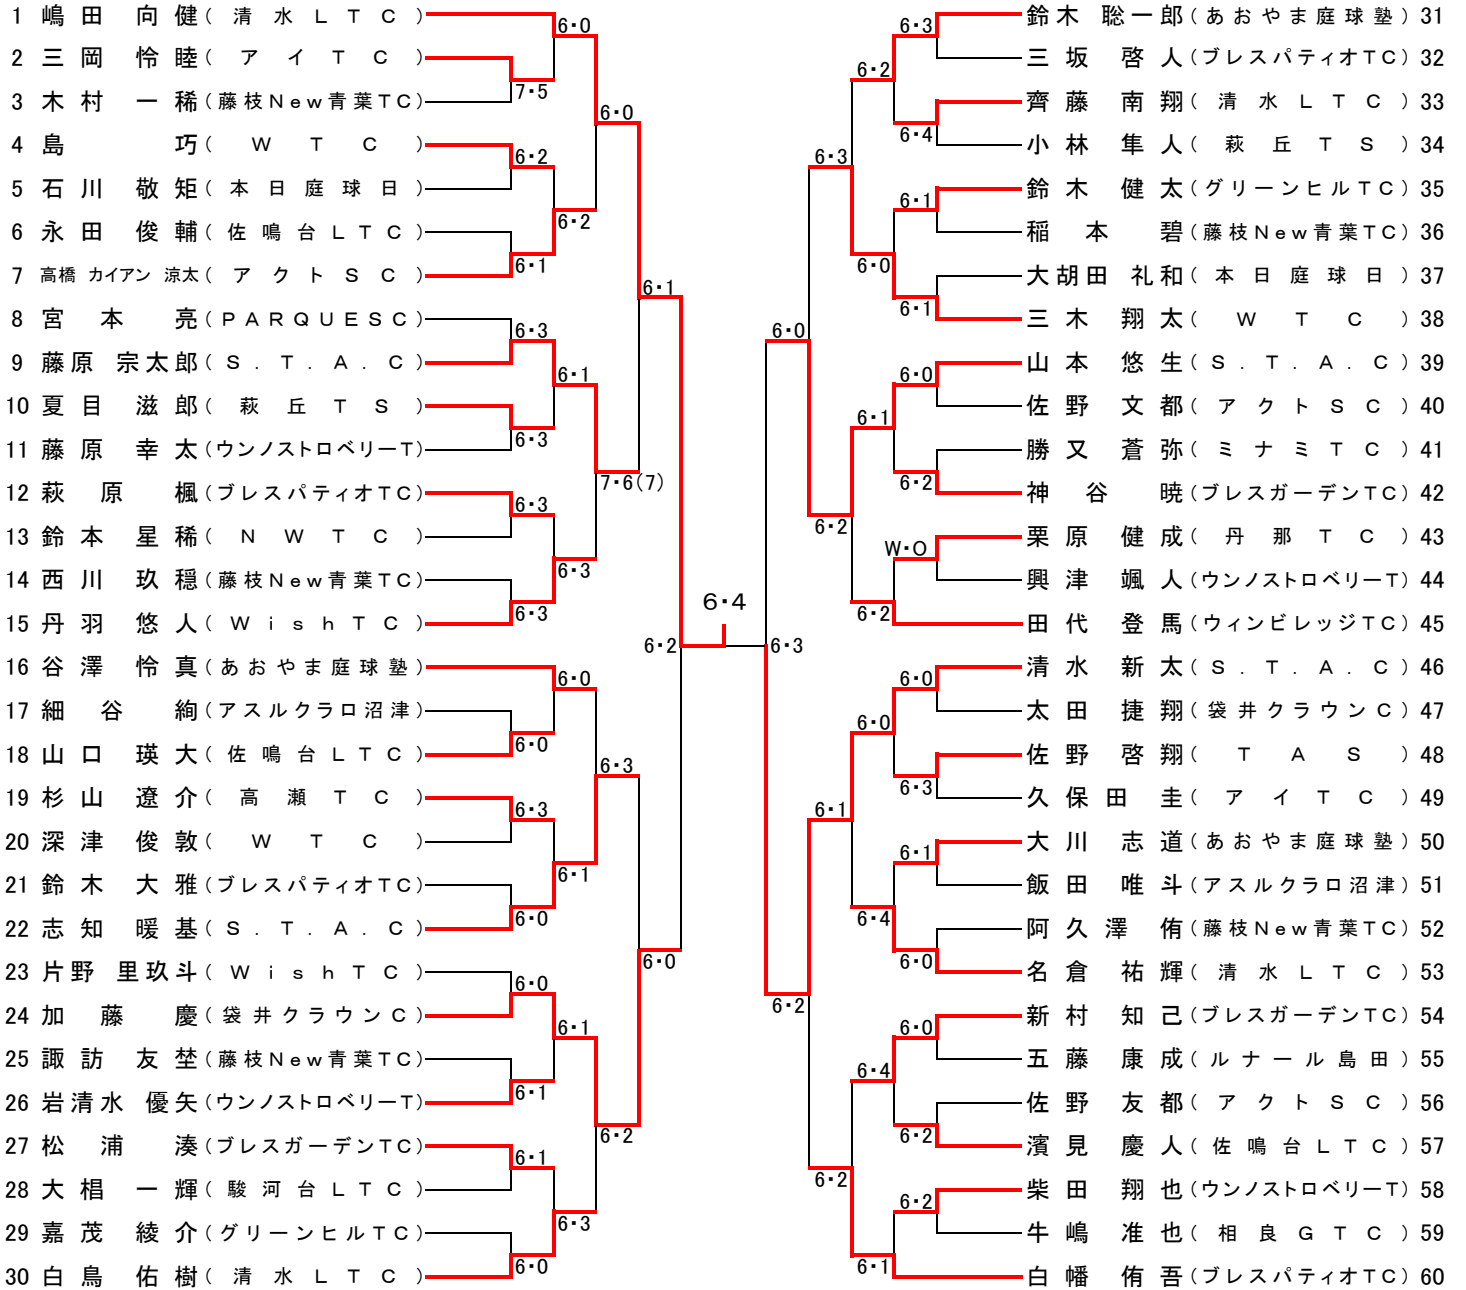 1 嶋田 向健 (清水LTC)
2 三岡 怜睦 (アイTC)
3 木村 一稀 (藤枝New青葉TC)
4 島 巧 (WTC)
5 石川 敬矩 (本日庭球日)
6 永田 俊輔 (佐鳴台LTC)
7 高橋 カイアン 涼太 (アクトSC)
8 宮本 亮 (PARQUESC)
9 藤原 宗太郎 (S.T.A.C)
10 夏目 滋郎 (萩丘TS)
11 藤原 幸太 (ウンノストロベリーT)
12 萩原 楓 (ブレスパティオTC)
13 鈴本 星稀 (NWTC)
14 西川 玖穏 (藤枝New青葉TC)
15 丹羽 悠人 (WishTC)
16 谷澤 怜真 (あおやま庭球塾)
17 細谷 絢 (アスルクラロ沼津)
18 山口 瑛大 (佐鳴台LTC)
19 杉山 遼介 (高瀬TC)
20 深津 俊敦 (WTC)
21 鈴木 大雅 (ブレスパティオTC)
22 志知 暖基 (S.T.A.C)
23 片野 里玖斗 (WishTC)
24 加藤 慶 (袋井クラウンC)
25 諏訪 友埜 (藤枝New青葉TC)
26 岩清水 優矢 (ウンノストロベリーT)
27 松浦 湊 (ブレスガーデンTC)
28 大椙 一輝 (駿河台LTC)
29 嘉茂 綾介 (グリーンヒルTC)
30 白鳥 佑樹 (清水LTC)
6・0
7・5
6・0
6・2
6・2
6・1
6・1
6・3
6・1
6・3
7・6(7)
6・3
6・3
6・3
6・2
6・0
6・0
6・3
6・3
6・1
6・0
6・0
6・0
6・1
6・1
6・2
6・1
6・3
6・0
6・4
6・3
6・2
6・4
6・3
6・1
6・0
6・1
6・0
6・0
6・1
6・2
6・2
W・O
6・2
6・3
6・0
6・0
6・3
6・1
6・1
6・4
6・0
6・2
6・0
6・4
6・2
6・2
6・2
6・1
鈴木 聡一郎 (あおやま庭球塾) 31
三坂 啓人 (ブレスパティオTC) 32
齊藤 南翔 (清水LTC) 33
小林 隼人 (萩丘TS) 34
鈴木 健太 (グリーンヒルTC) 35
稲本 碧 (藤枝New青葉TC) 36
大胡田 礼和 (本日庭球日) 37
三木 翔太 (WTC) 38
山本 悠生 (S.T.A.C) 39
佐野 文都 (アクトSC) 40
勝又 蒼弥 (ミナミTC) 41
神谷 暁 (ブレスガーデンTC) 42
栗原 健成 (丹那TC) 43
興津 颯人 (ウンノストロベリーT) 44
田代 登馬 (ウィンビレッジTC) 45
清水 新太 (S.T.A.C) 46
太田 捷翔 (袋井クラウンC) 47
佐野 啓翔 (TAS) 48
久保田 圭 (アイTC) 49
大川 志道 (あおやま庭球塾) 50
飯田 唯斗 (アスルクラロ沼津) 51
阿久澤 侑 (藤枝New青葉TC) 52
名倉 祐輝 (清水LTC) 53
新村 知己 (ブレスガーデンTC) 54
五藤 康成 (ルナール島田) 55
佐野 友都 (アクトSC) 56
濱見 慶人 (佐鳴台LTC) 57
柴田 翔也 (ウンノストロベリーT) 58
牛嶋 准也 (相良GTC) 59
白幡 侑吾 (ブレスパティオTC) 60